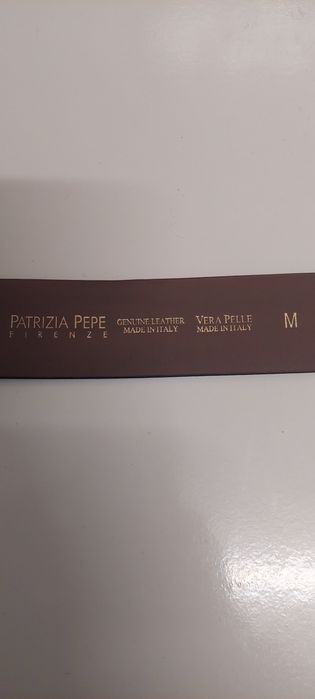 PATRIZIA PEPE
FIRENZE
GENUINE LEATHER
MADE IN ITALY
VERA PELLE
MADE IN ITALY
M